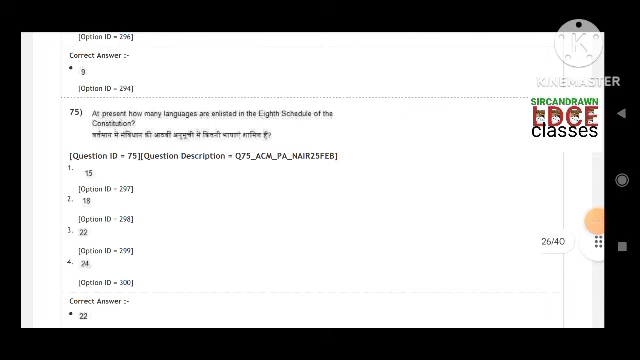 [Option ID = 296]
Correct Answer :-
• 9
[Option ID = 294]
75) At present how many languages are enlisted in the Eighth Schedule of the
Constitution?
वर्तमान में संविधान की आठवीं अनुसूची में कितनी भाषाएं शामिल हैं?
[Question ID = 75][Question Description = Q75_ACM_PA_NAIR25FEB]
1. 15
[Option ID = 297]
2. 18
[Option ID = 298]
3. 22
[Option ID = 299]
4. 24
[Option ID = 300]
Correct Answer :-
• 22
K
KINEMASTER
SIRCANDRAWN
LDCE
classes
26/40